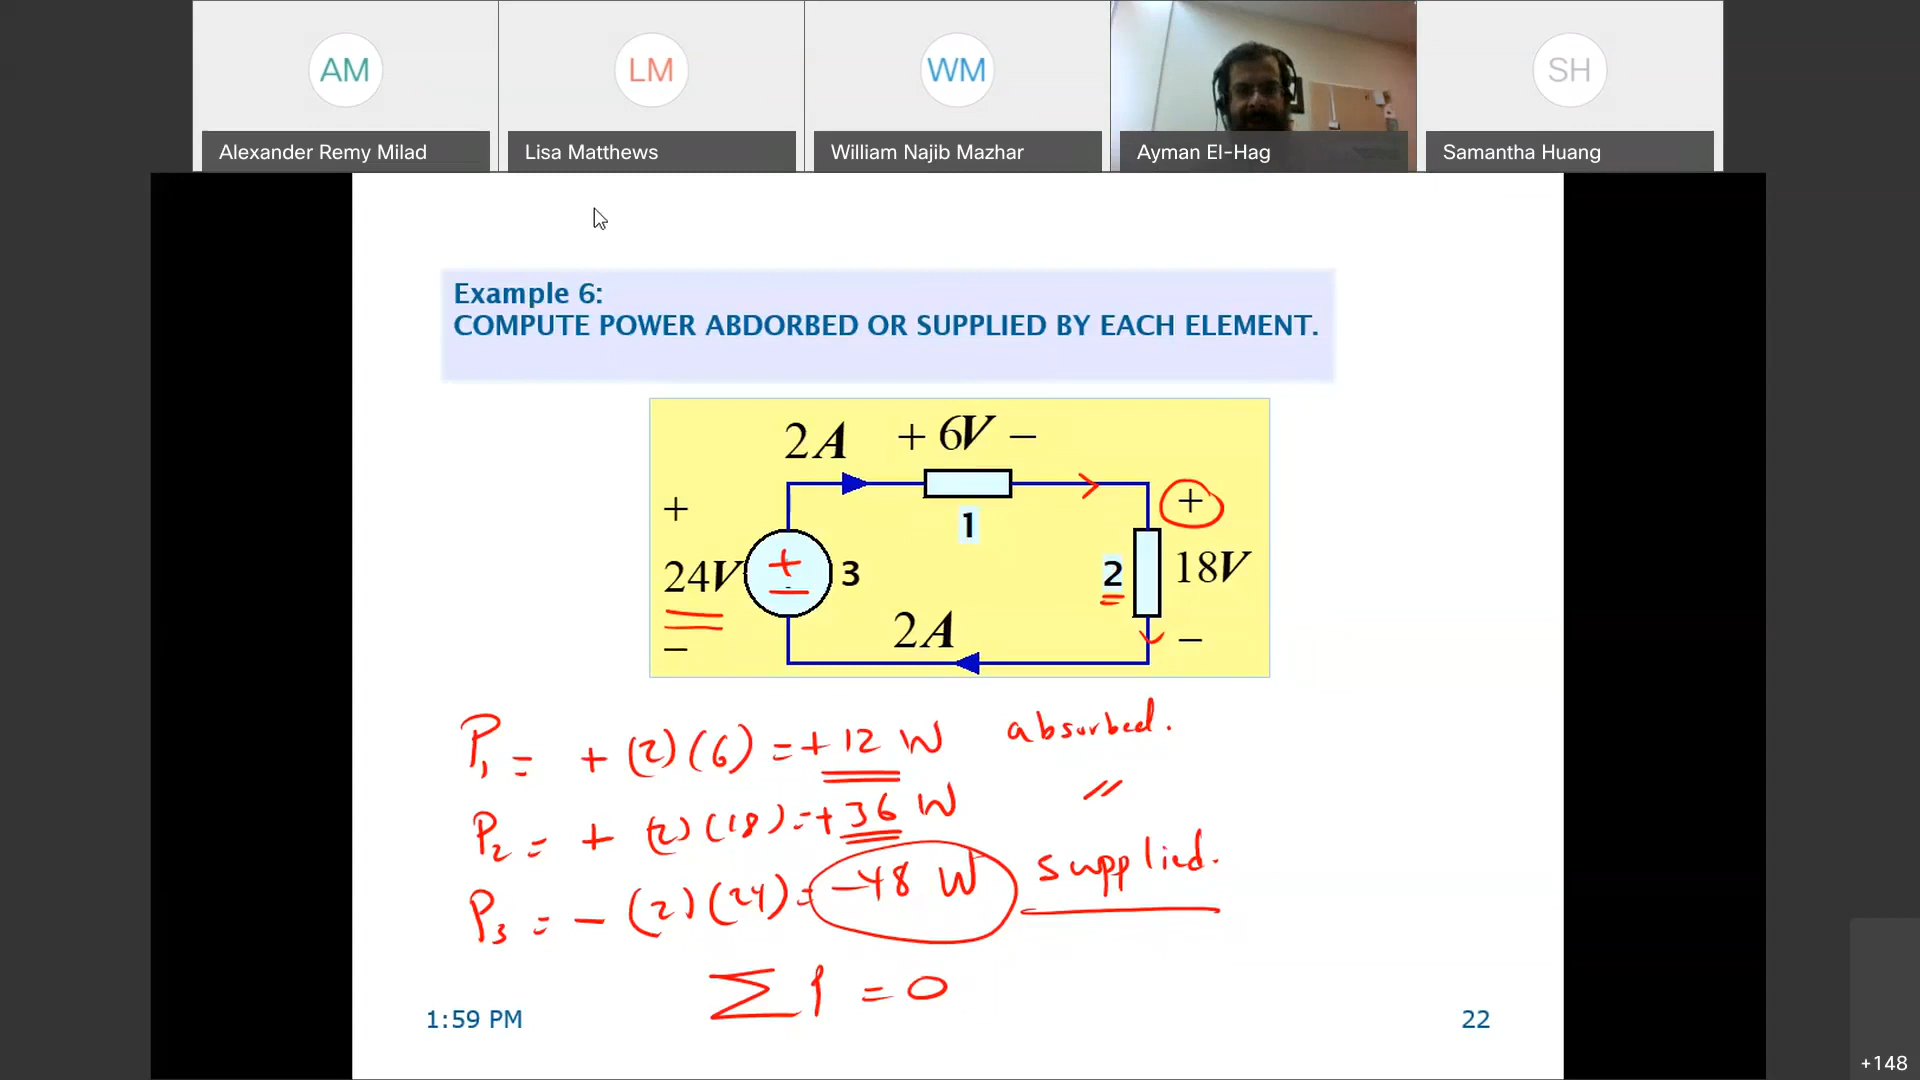 AM
LM
WM
SH
Alexander Remy Milad
Lisa Matthews
William Najib Mazhar
Ayman El-Hag
Samantha Huang
Example 6:
COMPUTE POWER ABDORBED OR SUPPLIED BY EACH ELEMENT.
2A
+ 6V −
+
24V
−
+
−
3
1
2
+
18V
−
2A
P1 = + (2)(6) = +12 W absorbed.
P2 = + (2)(18) = +36 W 〃
P3 = − (2)(24) = −48 W supplied.
∑ P = 0
1:59 PM
22
+148